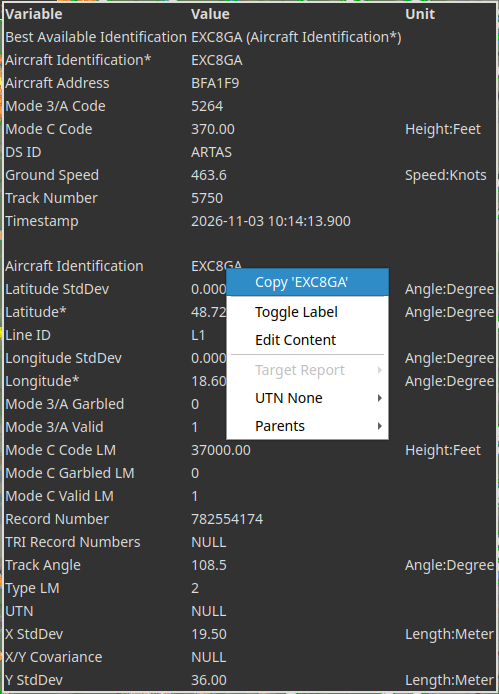 Variable Value Unit
Best Available Identification EXC8GA (Aircraft Identification*)
Aircraft Identification* EXC8GA
Aircraft Address BFA1F9
Mode 3/A Code 5264
Mode C Code 370.00 Height:Feet
DS ID ARTAS
Ground Speed 463.6 Speed:Knots
Track Number 5750
Timestamp 2026-11-03 10:14:13.900
Aircraft Identification EXC8GA
Copy 'EXC8GA'
Latitude StdDev 0.000 Angle:Degree
Toggle Label
Latitude* 48.72 Angle:Degree
Line ID L1
Edit Content
Longitude StdDev 0.000 Angle:Degree
Target Report
Longitude* 18.60 Angle:Degree
UTN None
Mode 3/A Garbled 0
Mode 3/A Valid 1
Parents
Mode C Code LM 37000.00 Height:Feet
Mode C Garbled LM 0
Mode C Valid LM 1
Record Number 782554174
TRI Record Numbers NULL
Track Angle 108.5 Angle:Degree
Type LM 2
UTN NULL
X StdDev 19.50 Length:Meter
X/Y Covariance NULL
Y StdDev 36.00 Length:Meter